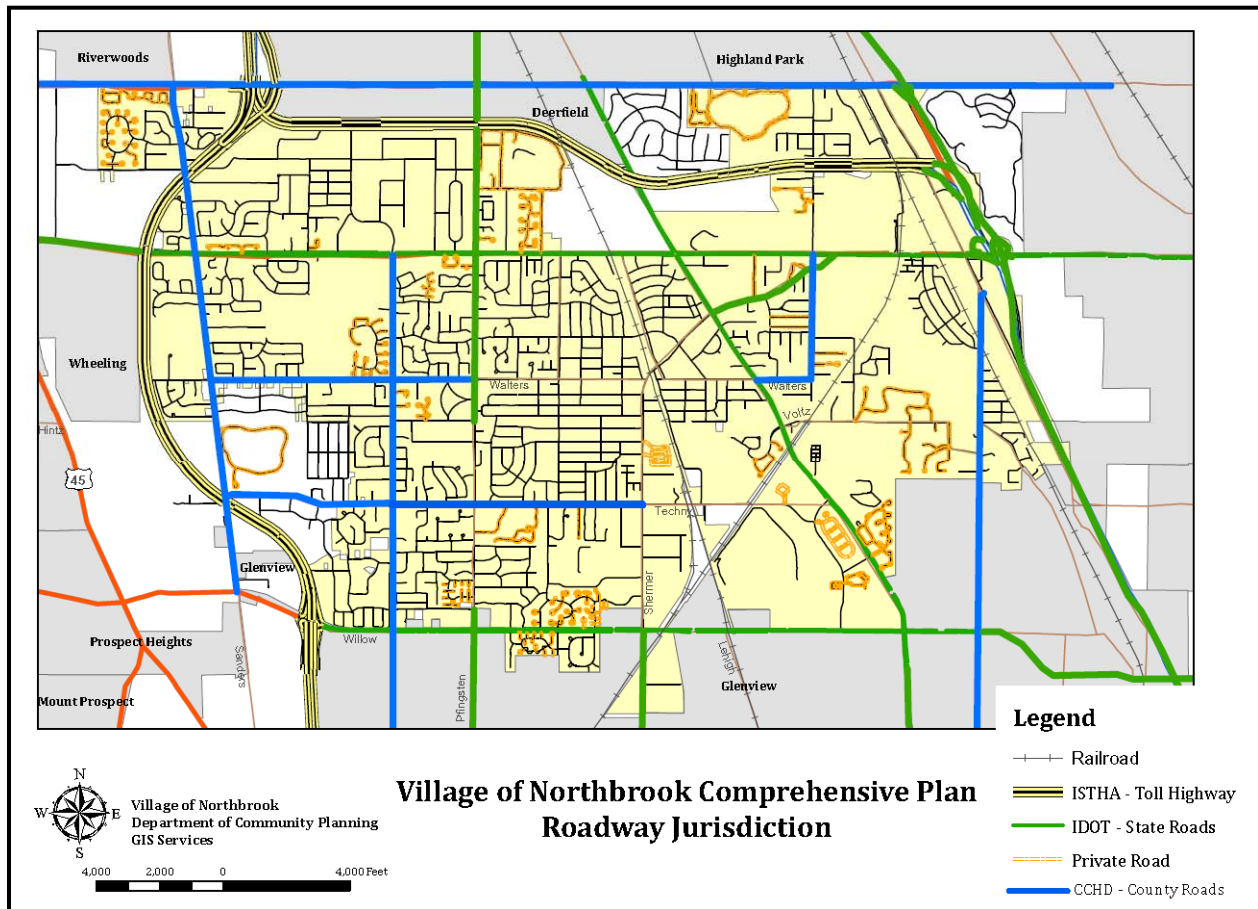 Riverwoods
Highland Park
Deerfield
Wheeling
Walters
Walters
Voltz
Hintz
45
Techny
Glenview
Shermer
Willow
Prospect Heights
Sanders
Lehigh
Glenview
Mount Prospect
Pfingsten
Legend
Railroad
ISTHA - Toll Highway
IDOT - State Roads
Private Road
CCHD - County Roads
N
W E
S
Village of Northbrook
Department of Community Planning
GIS Services
4,000 2,000 0 4,000 Feet
Village of Northbrook Comprehensive Plan
Roadway Jurisdiction